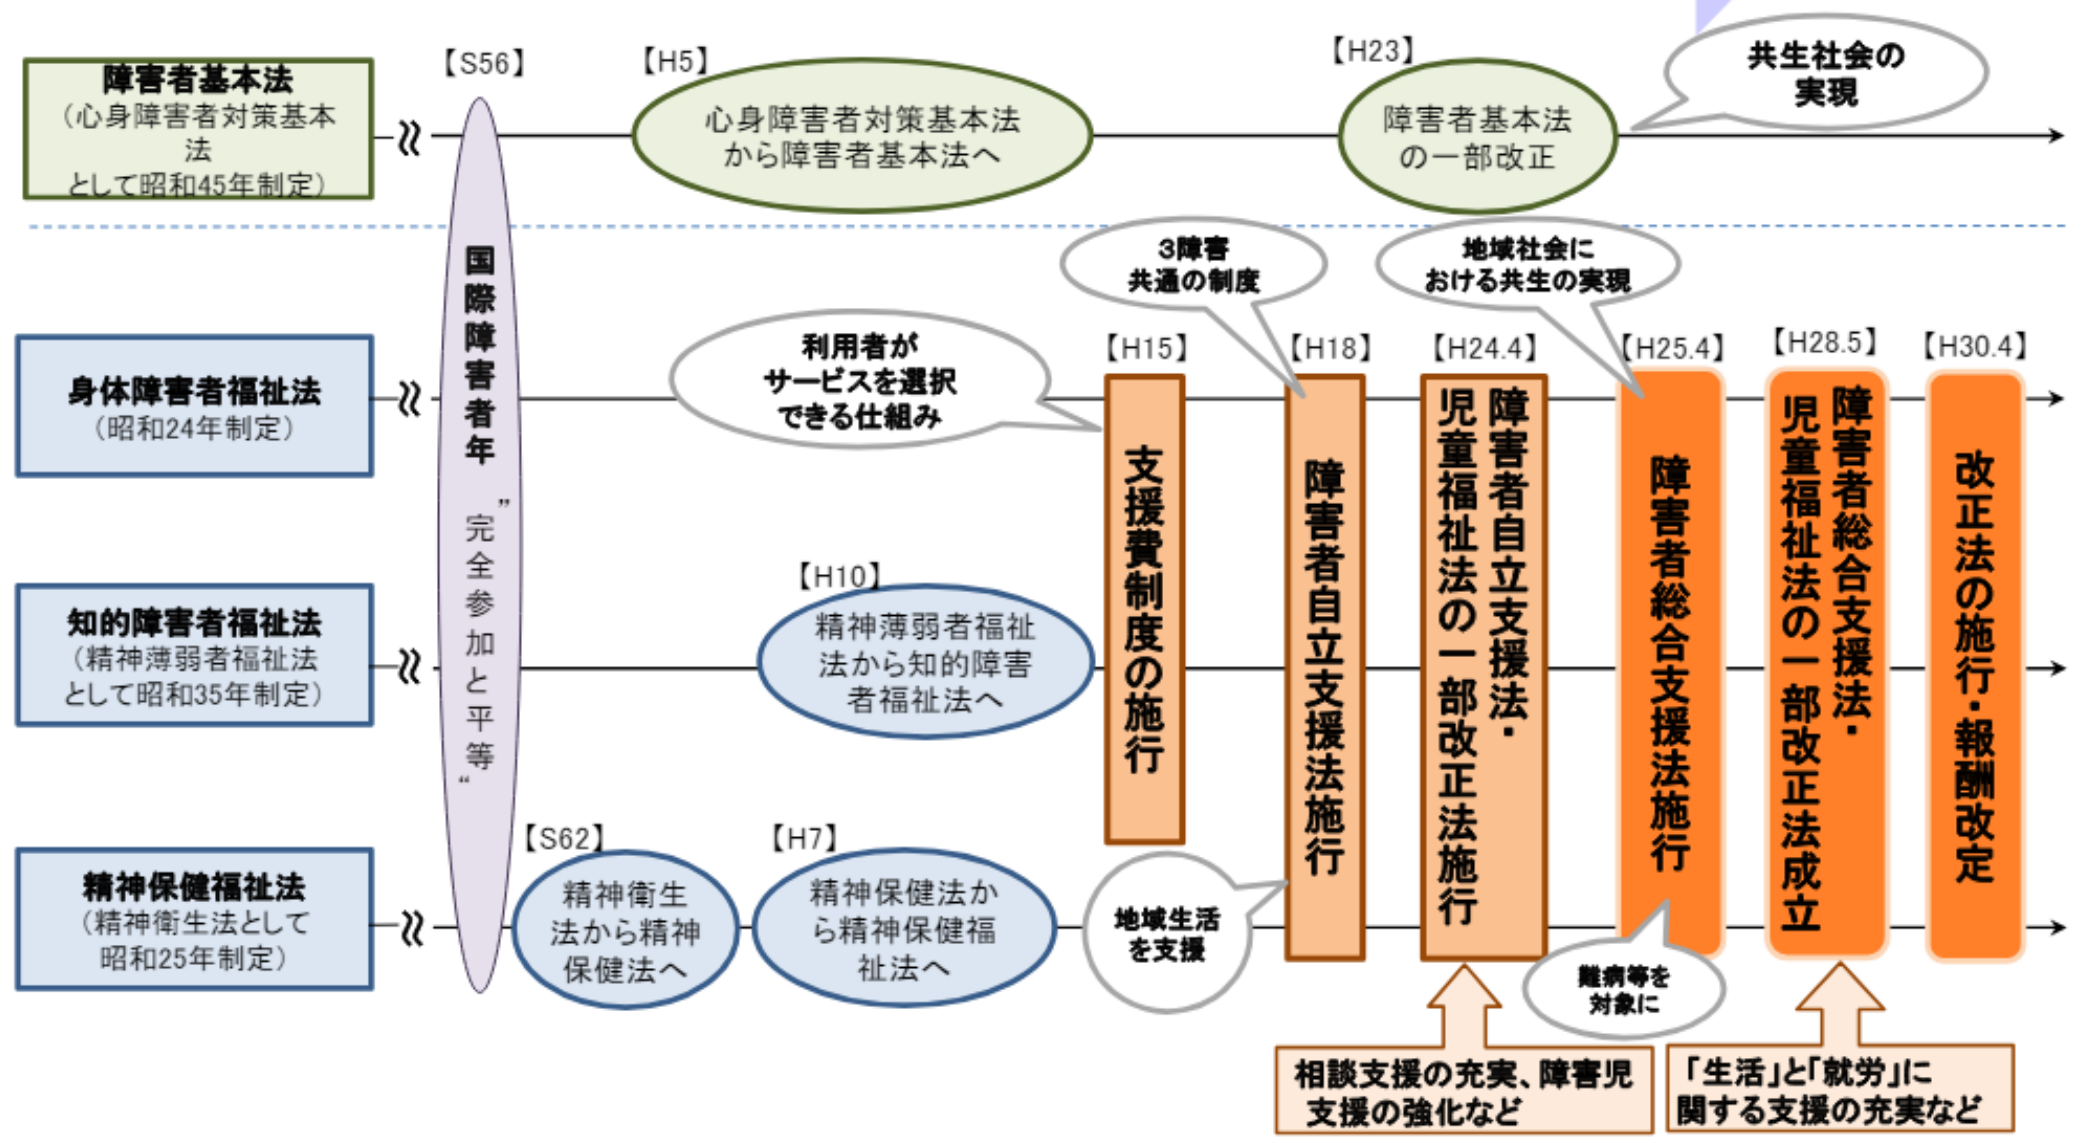 障害者基本法
（心身障害者対策基本
法
として昭和45年制定）
【S56】
【H5】
心身障害者対策基本法
から障害者基本法へ
【H23】
障害者基本法
の一部改正
共生社会の
実現
国際障害者年　”完全参加と平等“
身体障害者福祉法
（昭和24年制定）
利用者が
サービスを選択
できる仕組み
３障害
共通の制度
地域社会に
おける共生の実現
【H15】
支援費制度の施行
【H18】
障害者自立支援法施行
【H24.4】
障害者自立支援法・
児童福祉法の一部改正法施行
【H25.4】
障害者総合支援法施行
【H28.5】
障害者総合支援法・
児童福祉法の一部改正法成立
【H30.4】
改正法の施行・報酬改定
知的障害者福祉法
（精神薄弱者福祉法
として昭和35年制定）
【H10】
精神薄弱者福祉
法から知的障害
者福祉法へ
精神保健福祉法
（精神衛生法として
昭和25年制定）
【S62】
精神衛生
法から精神
保健法へ
【H7】
精神保健法か
ら精神保健福
祉法へ
地域生活
を支援
難病等を
対象に
相談支援の充実、障害児
支援の強化など
「生活」と「就労」に
関する支援の充実など